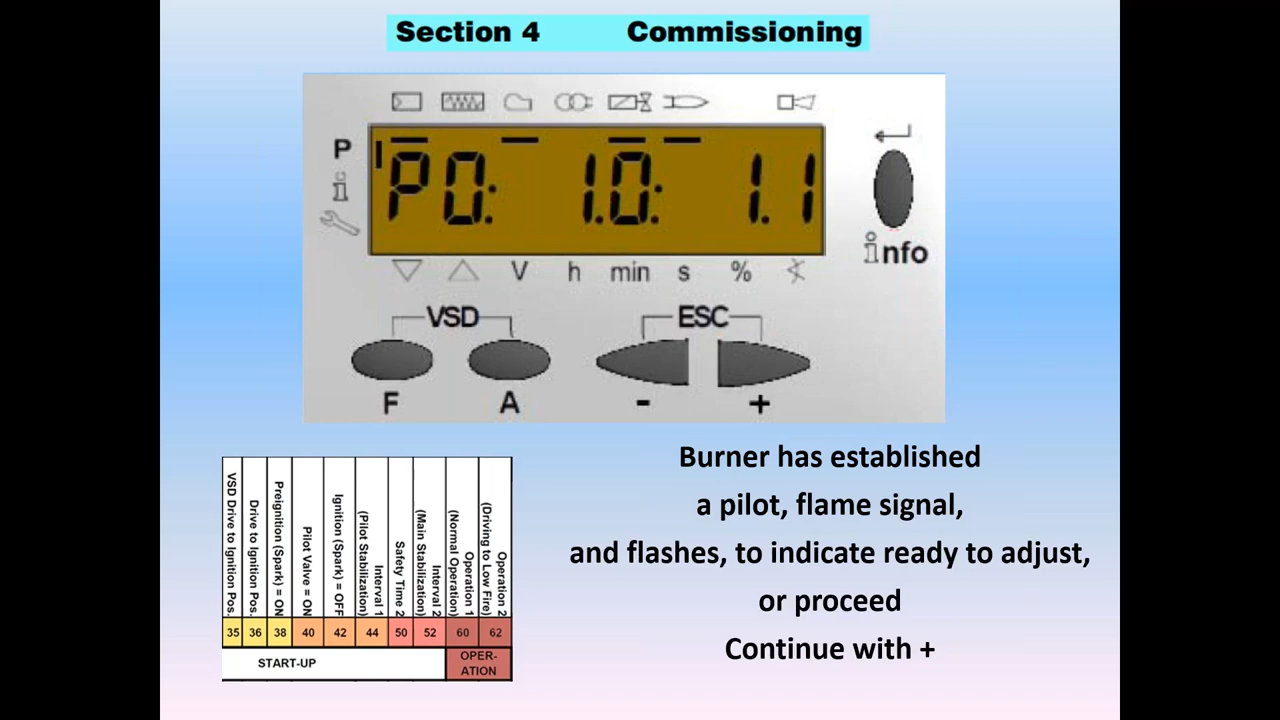 Section 4 Commissioning
P
i
P0: 1.0: 1.1
info
V h min s %
VSD ESC
F A - +
Burner has established
a pilot, flame signal,
and flashes, to indicate ready to adjust,
or proceed
Continue with +
VSD Drive to Ignition Pos.
Drive to Ignition Pos.
Preignition (Spark) = ON
Pilot Valve = ON
Ignition (Spark) = OFF
Interval 1
(Pilot Stabilization)
Safety Time 2
Interval 2
(Main Stabilization)
Operation 1
(Normal Operation)
Operation 2
(Driving to Low Fire)
35 36 38 40 42 44 50 52 60 62
START-UP
OPER-
ATION